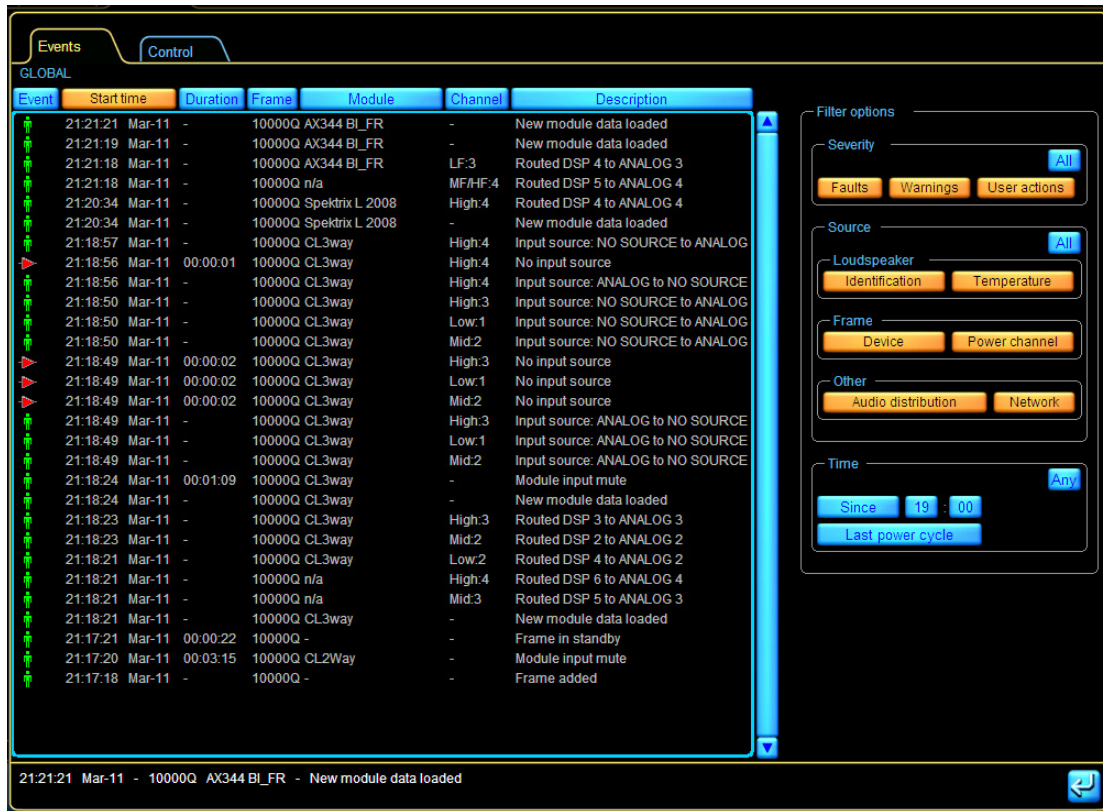 Events Control
GLOBAL
Event Start time Duration Frame Module Channel Description
21:21:21 Mar-11 - 10000Q AX344 BI_FR - New module data loaded
21:21:19 Mar-11 - 10000Q AX344 BI_FR - New module data loaded
21:21:18 Mar-11 - 10000Q AX344 BI_FR LF:3 Routed DSP 4 to ANALOG 3
21:21:18 Mar-11 - 10000Q n/a MF/HF:4 Routed DSP 5 to ANALOG 4
21:20:34 Mar-11 - 10000Q Spektrix L 2008 High:4 Routed DSP 4 to ANALOG 4
21:20:34 Mar-11 - 10000Q Spektrix L 2008 - New module data loaded
21:18:57 Mar-11 - 10000Q CL3way High:4 Input source: NO SOURCE to ANALOG
21:18:56 Mar-11 00:00:01 10000Q CL3way High:4 No input source
21:18:56 Mar-11 - 10000Q CL3way High:4 Input source: ANALOG to NO SOURCE
21:18:50 Mar-11 - 10000Q CL3way High:3 Input source: NO SOURCE to ANALOG
21:18:50 Mar-11 - 10000Q CL3way Low:1 Input source: NO SOURCE to ANALOG
21:18:50 Mar-11 - 10000Q CL3way Mid:2 Input source: NO SOURCE to ANALOG
21:18:49 Mar-11 00:00:02 10000Q CL3way High:3 No input source
21:18:49 Mar-11 00:00:02 10000Q CL3way Low:1 No input source
21:18:49 Mar-11 00:00:02 10000Q CL3way Mid:2 No input source
21:18:49 Mar-11 - 10000Q CL3way High:3 Input source: ANALOG to NO SOURCE
21:18:49 Mar-11 - 10000Q CL3way Low:1 Input source: ANALOG to NO SOURCE
21:18:49 Mar-11 - 10000Q CL3way Mid:2 Input source: ANALOG to NO SOURCE
21:18:24 Mar-11 00:01:09 10000Q CL3way - Module input mute
21:18:24 Mar-11 - 10000Q CL3way - New module data loaded
21:18:23 Mar-11 - 10000Q CL3way High:3 Routed DSP 3 to ANALOG 3
21:18:23 Mar-11 - 10000Q CL3way Mid:2 Routed DSP 2 to ANALOG 2
21:18:21 Mar-11 - 10000Q CL3way Low:2 Routed DSP 4 to ANALOG 2
21:18:21 Mar-11 - 10000Q n/a High:4 Routed DSP 6 to ANALOG 4
21:18:21 Mar-11 - 10000Q n/a Mid:3 Routed DSP 5 to ANALOG 3
21:18:21 Mar-11 - 10000Q CL3way - New module data loaded
21:17:21 Mar-11 00:00:22 10000Q - - Frame in standby
21:17:20 Mar-11 00:03:15 10000Q CL2Way - Module input mute
21:17:18 Mar-11 - 10000Q - - Frame added
Filter options
Severity
All
Faults Warnings User actions
Source
All
Loudspeaker
Identification Temperature
Frame
Device Power channel
Other
Audio distribution Network
Time
Any
Since 19 : 00
Last power cycle
21:21:21 Mar-11 - 10000Q AX344 BI_FR - New module data loaded